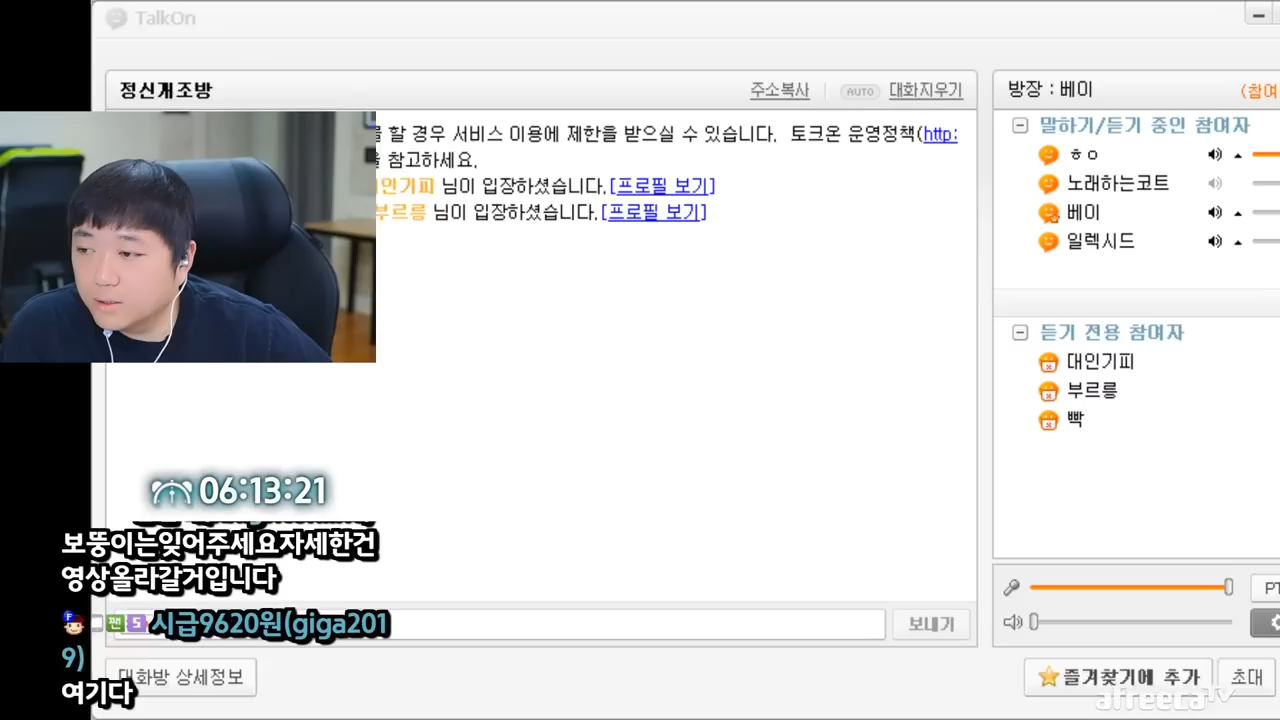 TalkOn
정신개조방
주소복사
AUTO
대화지우기
할 경우 서비스 이용에 제한을 받으실 수 있습니다. 토크온 운영정책(http:
참고하세요.
인기피 님이 입장하셨습니다.[프로필 보기]
부르릉 님이 입장하셨습니다.[프로필 보기]
방장 : 베이
(참여
말하기/듣기 중인 참여자
ㅎㅇ
노래하는코트
베이
일렉시드
듣기 전용 참여자
대인기피
부르릉
빡
06:13:21
보뚱이는잊어주세요자세한건
영상올라갈거입니다
F 팬 5 시급9620원(giga201
9)
여기다
보내기
대화방 상세정보
PT
즐겨찾기에 추가
초대
afreecaTV